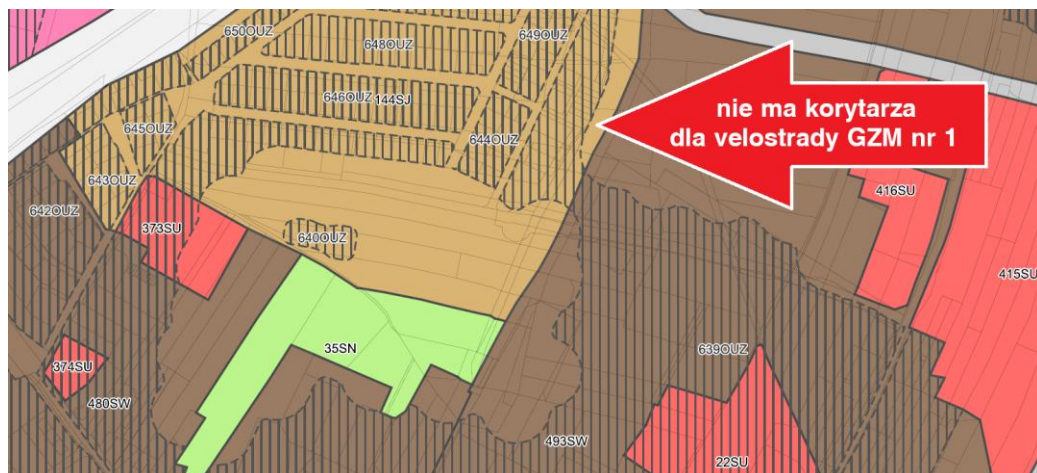 650OUZ
648OUZ
649OUZ
646OUZ
144SJ
645OUZ
644OUZ
nie ma korytarza
dla velostrady GZM nr 1
643OUZ
642OUZ
416SU
373SU
640OUZ
415SU
35SN
639OUZ
374SU
480SW
493SW
22SU